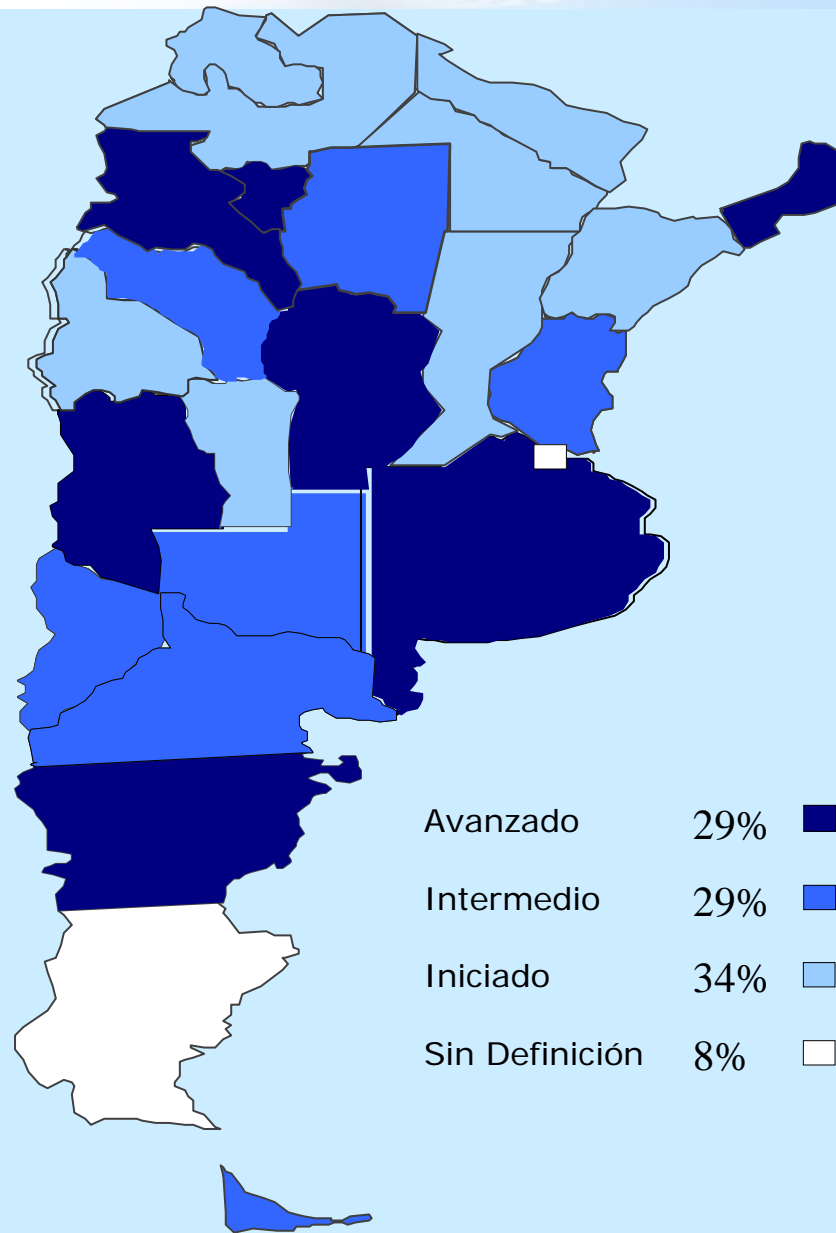 Avanzado 29%
Intermedio 29%
Iniciado 34%
Sin Definición 8%